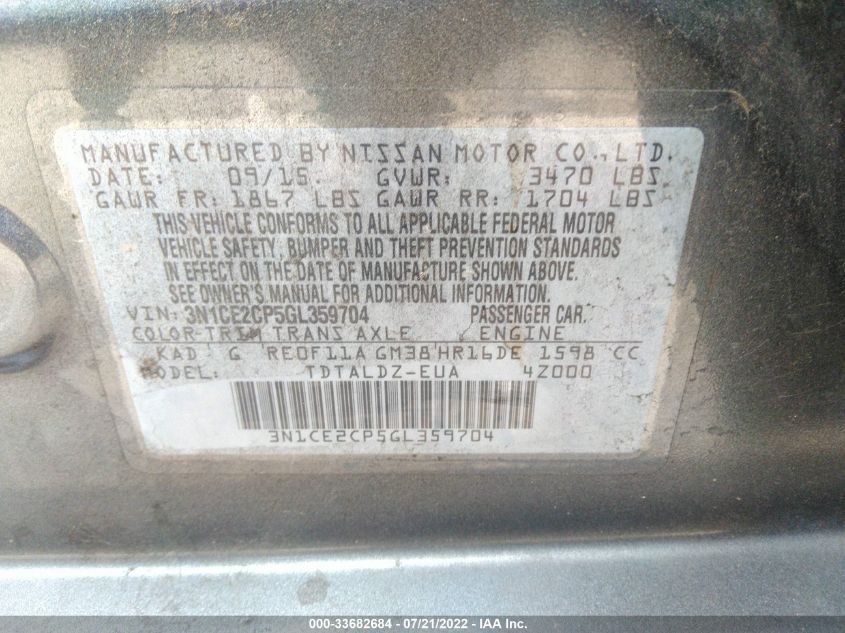 MANUFACTURED BY NISSAN MOTOR CO.,LTD.
DATE: 09/15. GVWR: 3470 LBS
GAWR FR: 1867 LBS GAWR RR: 1704 LBS
THIS VEHICLE CONFORMS TO ALL APPLICABLE FEDERAL MOTOR
VEHICLE SAFETY, BUMPER AND THEFT PREVENTION STANDARDS
IN EFFECT ON THE DATE OF MANUFACTURE SHOWN ABOVE.
SEE OWNER'S MANUAL FOR ADDITIONAL INFORMATION.
VIN: 3N1CE2CP5GL359704 PASSENGER CAR.
COLOR-TRIM TRANS AXLE ENGINE
KAD G RE0F11A GM38 HR16DE 1598 CC
MODEL: TDTALDZ-EUA 4Z000
3N1CE2CP5GL359704
000-33682684 - 07/21/2022 - IAA Inc.